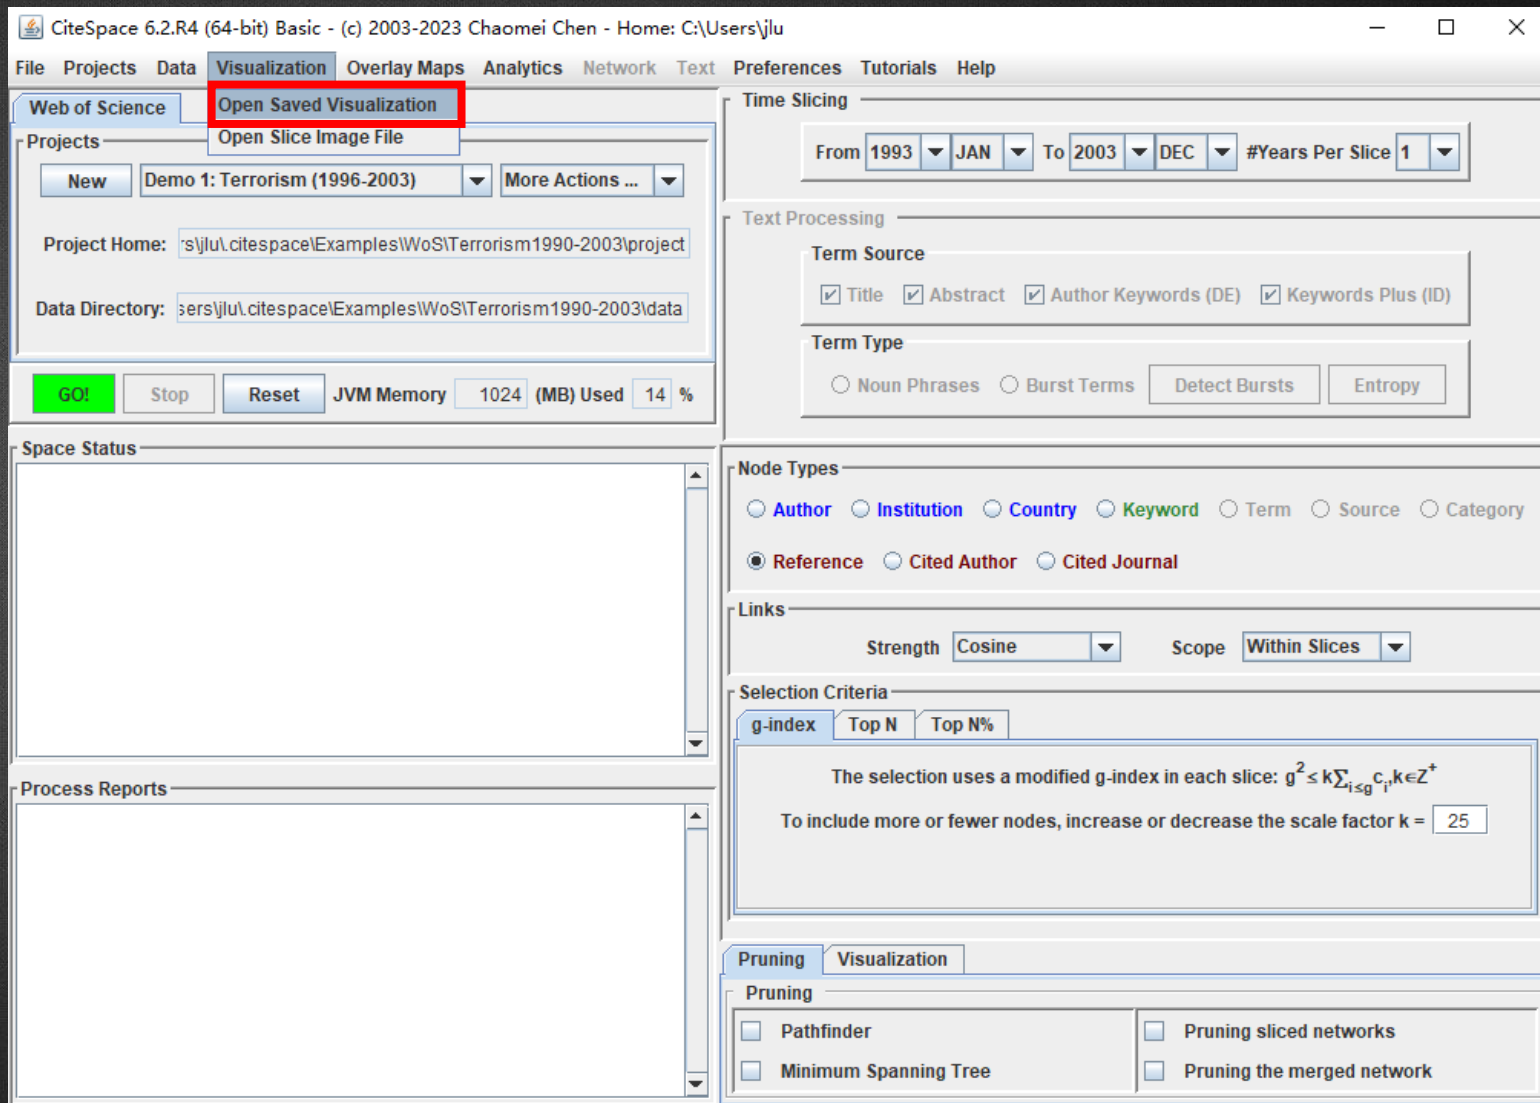 CiteSpace 6.2.R4 (64-bit) Basic - (c) 2003-2023 Chaomei Chen - Home: C:\Users\jlu
File Projects Data Visualization Overlay Maps Analytics Network Text Preferences Tutorials Help
Open Saved Visualization
Open Slice Image File
Web of Science
Projects
New Demo 1: Terrorism (1996-2003) More Actions ...
Project Home: rs\jlu\.citespace\Examples\WoS\Terrorism1990-2003\project
Data Directory: sers\jlu\.citespace\Examples\WoS\Terrorism1990-2003\data
GO! Stop Reset JVM Memory 1024 (MB) Used 14 %
Space Status
Process Reports
Time Slicing
From 1993 JAN To 2003 DEC #Years Per Slice 1
Text Processing
Term Source
Title Abstract Author Keywords (DE) Keywords Plus (ID)
Term Type
Noun Phrases Burst Terms Detect Bursts Entropy
Node Types
Author Institution Country Keyword Term Source Category
Reference Cited Author Cited Journal
Links
Strength Cosine Scope Within Slices
Selection Criteria
g-index Top N Top N%
The selection uses a modified g-index in each slice: g² ≤ k∑i≤g ci, k∈Z⁺
To include more or fewer nodes, increase or decrease the scale factor k = 25
Pruning Visualization
Pruning
Pathfinder Pruning sliced networks
Minimum Spanning Tree Pruning the merged network